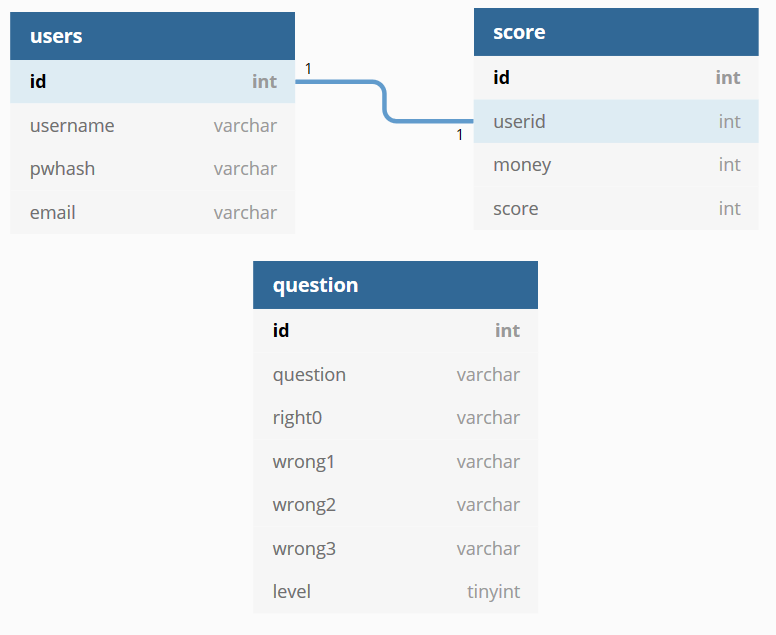 users
id int
username varchar
pwhash varchar
email varchar
1
1
score
id int
userid int
money int
score int
question
id int
question varchar
right0 varchar
wrong1 varchar
wrong2 varchar
wrong3 varchar
level tinyint